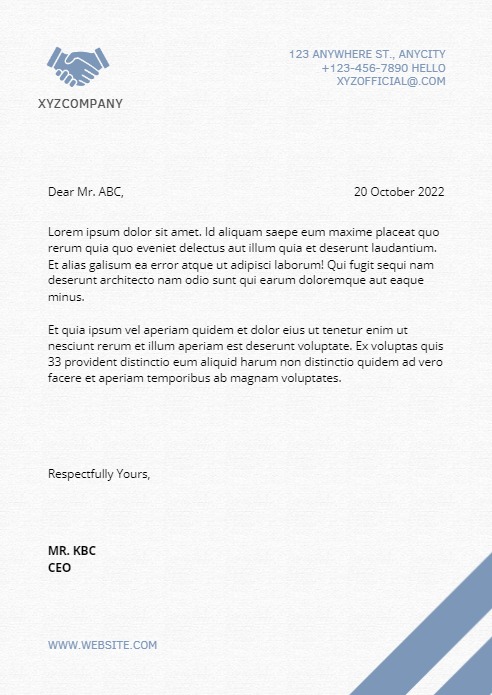 XYZCOMPANY
123 ANYWHERE ST., ANYCITY
+123-456-7890 HELLO
XYZOFFICIAL@.COM
Dear Mr. ABC,
20 October 2022
Lorem ipsum dolor sit amet. Id aliquam saepe eum maxime placeat quo
rerum quia quo eveniet delectus aut illum quia et deserunt laudantium.
Et alias galisum ea error atque ut adipisci laborum! Qui fugit sequi nam
deserunt architecto nam odio sunt qui earum doloremque aut eaque
minus.
Et quia ipsum vel aperiam quidem et dolor eius ut tenetur enim ut
nesciunt rerum et illum aperiam est deserunt voluptate. Ex voluptas quis
33 provident distinctio eum aliquid harum non distinctio quidem ad vero
facere et aperiam temporibus ab magnam voluptates.
Respectfully Yours,
MR. KBC
CEO
WWW.WEBSITE.COM